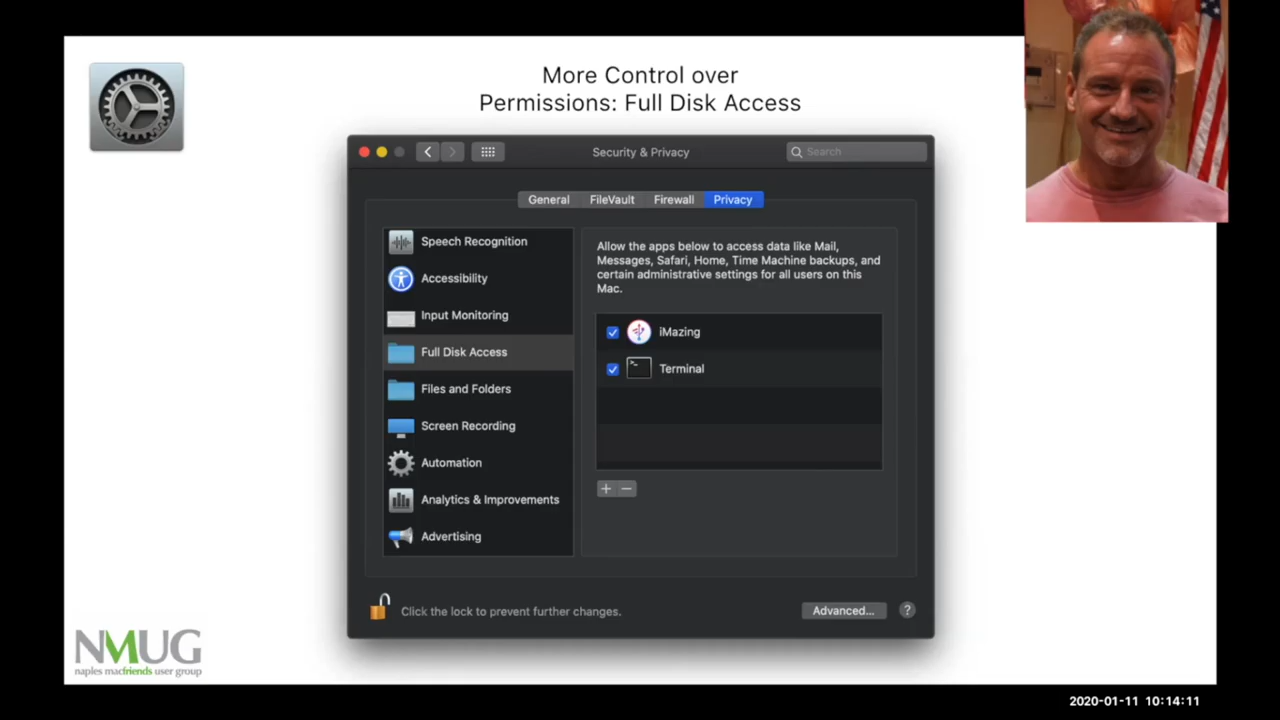 More Control over
Permissions: Full Disk Access
Security & Privacy
Search
General FileVault Firewall Privacy
Speech Recognition
Accessibility
Input Monitoring
Full Disk Access
Files and Folders
Screen Recording
Automation
Analytics & Improvements
Advertising
Allow the apps below to access data like Mail,
Messages, Safari, Home, Time Machine backups, and
certain administrative settings for all users on this
Mac.
iMazing
Terminal
Click the lock to prevent further changes.
Advanced...
?
NMUG
naples macfriends user group
2020-01-11 10:14:11